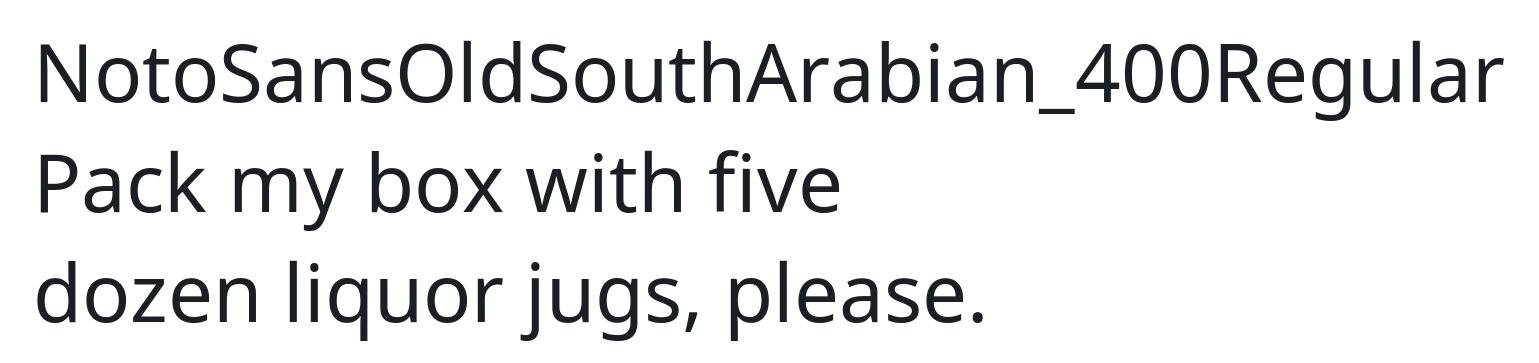 NotoSansOldSouthArabian_400Regular
Pack my box with five
dozen liquor jugs, please.